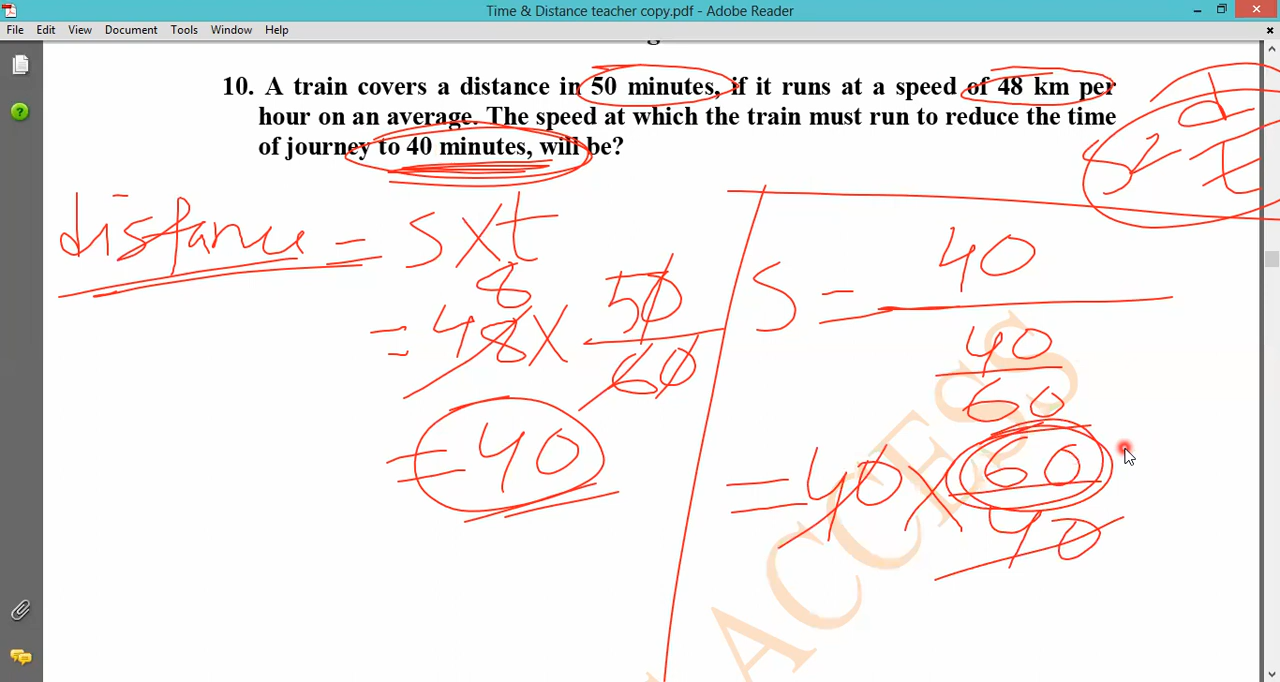 Time & Distance teacher copy.pdf - Adobe Reader
File Edit View Document Tools Window Help
10. A train covers a distance in 50 minutes, if it runs at a speed of 48 km per
hour on an average. The speed at which the train must run to reduce the time
of journey to 40 minutes, will be?
d
s = 
t
distance = s x t
8
= 48 x 50
60
= 40
S = 40
40
60
= 40 x 60
40
ACCESS